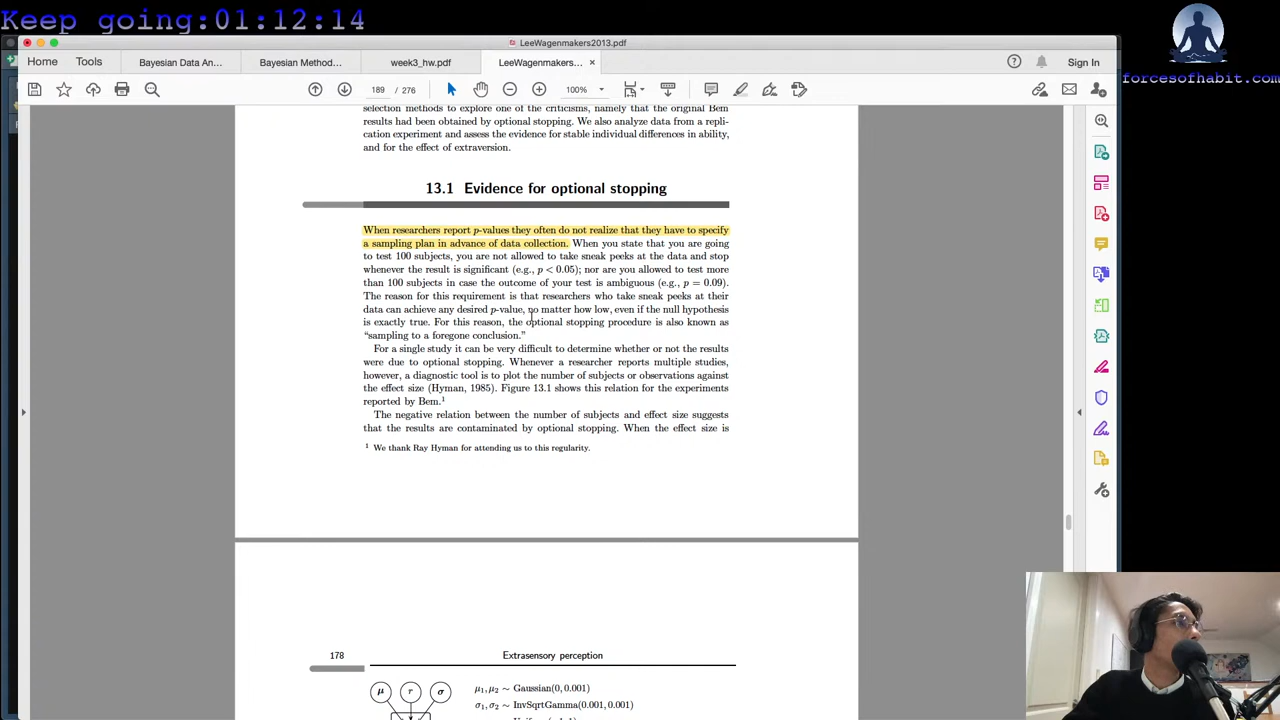 Keep going:01:12:14
LeeWagenmakers2013.pdf
Home Tools Bayesian Data An... Bayesian Method... week3_hw.pdf LeeWagenmakers... × Sign In
189 / 276 100%
forcesofhabit.com
selection methods to explore one of the criticisms, namely that the original Bem
results had been obtained by optional stopping. We also analyze data from a repli-
cation experiment and assess the evidence for stable individual differences in ability,
and for the effect of extraversion.
13.1 Evidence for optional stopping
When researchers report p-values they often do not realize that they have to specify
a sampling plan in advance of data collection. When you state that you are going
to test 100 subjects, you are not allowed to take sneak peeks at the data and stop
whenever the result is significant (e.g., p < 0.05); nor are you allowed to test more
than 100 subjects in case the outcome of your test is ambiguous (e.g., p = 0.09).
The reason for this requirement is that researchers who take sneak peeks at their
data can achieve any desired p-value, no matter how low, even if the null hypothesis
is exactly true. For this reason, the optional stopping procedure is also known as
“sampling to a foregone conclusion.”
For a single study it can be very difficult to determine whether or not the results
were due to optional stopping. Whenever a researcher reports multiple studies,
however, a diagnostic tool is to plot the number of subjects or observations against
the effect size (Hyman, 1985). Figure 13.1 shows this relation for the experiments
reported by Bem.¹
The negative relation between the number of subjects and effect size suggests
that the results are contaminated by optional stopping. When the effect size is
¹ We thank Ray Hyman for attending us to this regularity.
178 Extrasensory perception
μ r σ
μ1, μ2 ∼ Gaussian(0, 0.001)
σ1, σ2 ∼ InvSqrtGamma(0.001, 0.001)